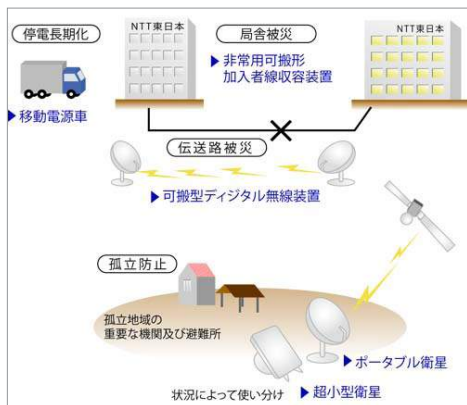 停電長期化
NTT東日本
局舎被災
NTT東日本
▶非常用可搬形
加入者線収容装置
▶移動電源車
伝送路被災
▶可搬型ディジタル無線装置
孤立防止
孤立地域の
重要な機関及び避難所
▶ポータブル衛星
状況によって使い分け
▶超小型衛星